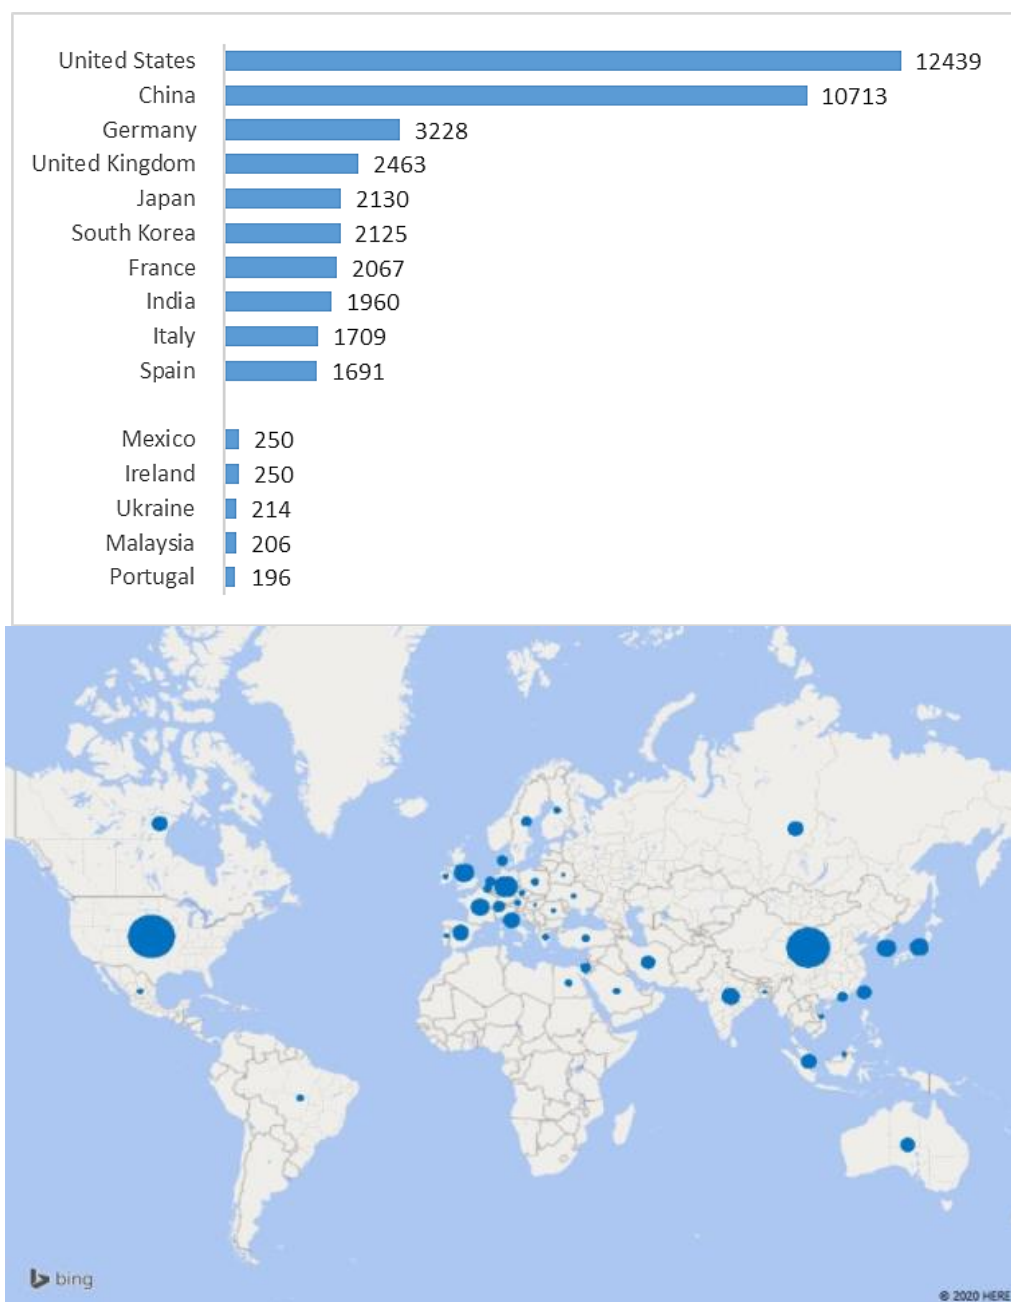 United States 12439
China 10713
Germany 3228
United Kingdom 2463
Japan 2130
South Korea 2125
France 2067
India 1960
Italy 1709
Spain 1691
Mexico 250
Ireland 250
Ukraine 214
Malaysia 206
Portugal 196
bing
© 2020 HERE